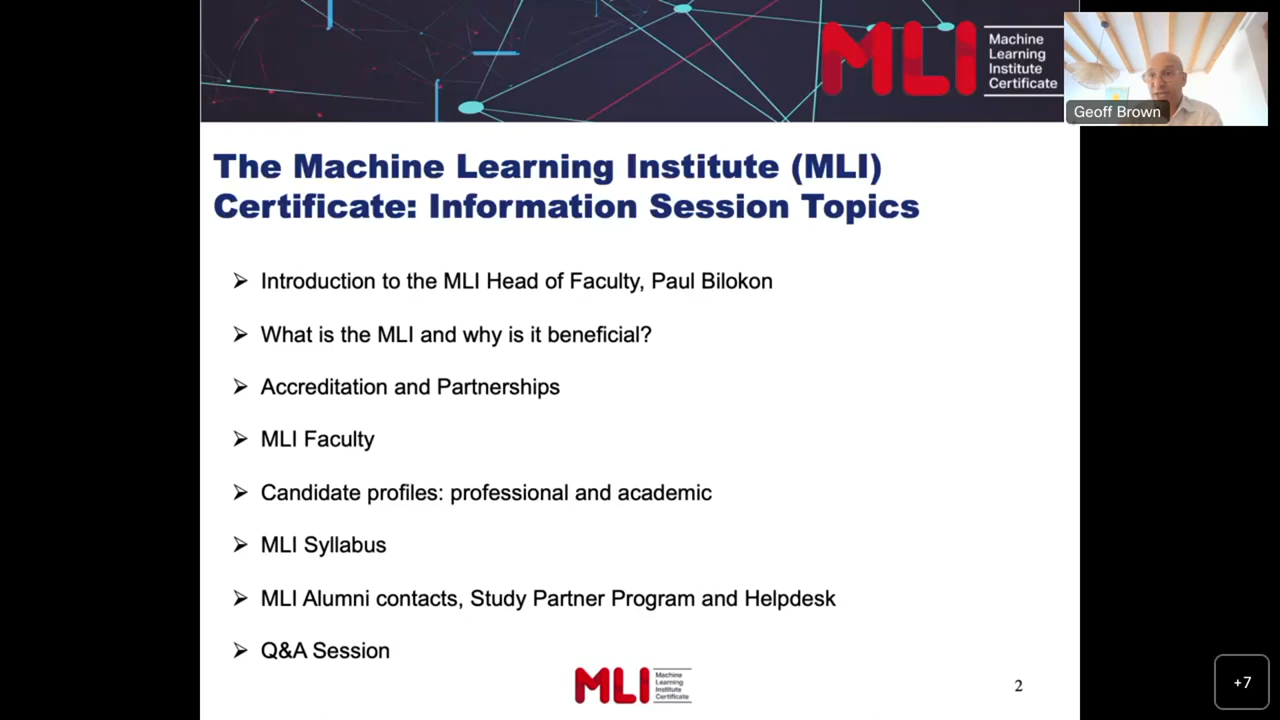 MLI
Machine
Learning
Institute
Certificate
Geoff Brown
The Machine Learning Institute (MLI)
Certificate: Information Session Topics
Introduction to the MLI Head of Faculty, Paul Bilokon
What is the MLI and why is it beneficial?
Accreditation and Partnerships
MLI Faculty
Candidate profiles: professional and academic
MLI Syllabus
MLI Alumni contacts, Study Partner Program and Helpdesk
Q&A Session
MLI
Machine
Learning
Institute
Certificate
2
+7